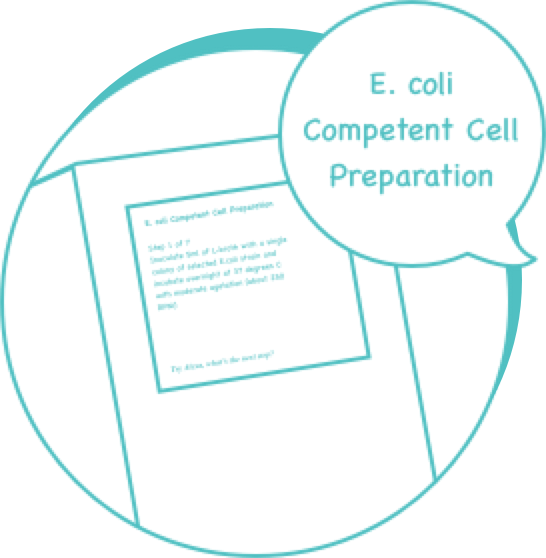 E. coli
Competent Cell
Preparation
E. coli Competent Cell Preparation
Step 1 of 7
Inoculate 5ml of L-broth with a single
colony of selected E.coli strain and
incubate overnight at 37 degrees C
with moderate agitation (about 250
RPM)
Try Alexa, what's the next step?